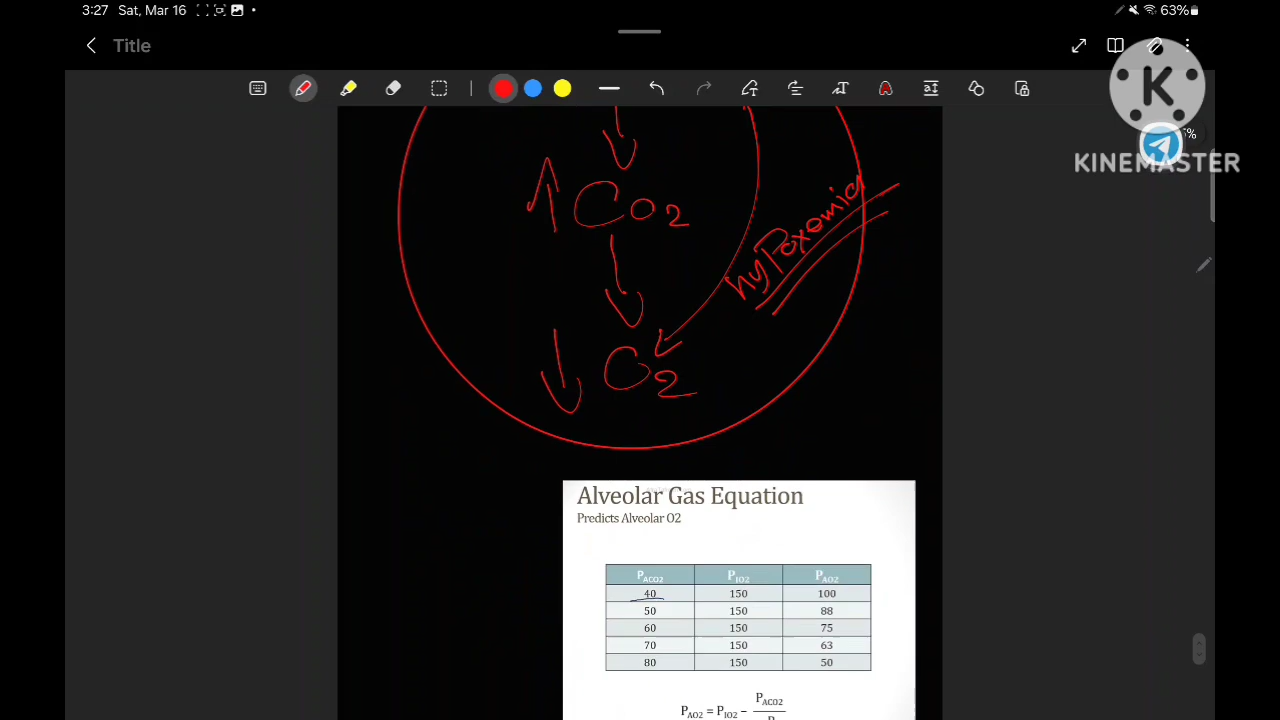 3:27 Sat, Mar 16
63%
Title
K
%
KINEMASTER
CO2
hypoxemia
O2
Alveolar Gas Equation
Predicts Alveolar O2
PACO2 PIO2 PAO2
40 150 100
50 150 88
60 150 75
70 150 63
80 150 50
PACO2
PAO2 = PIO2 –